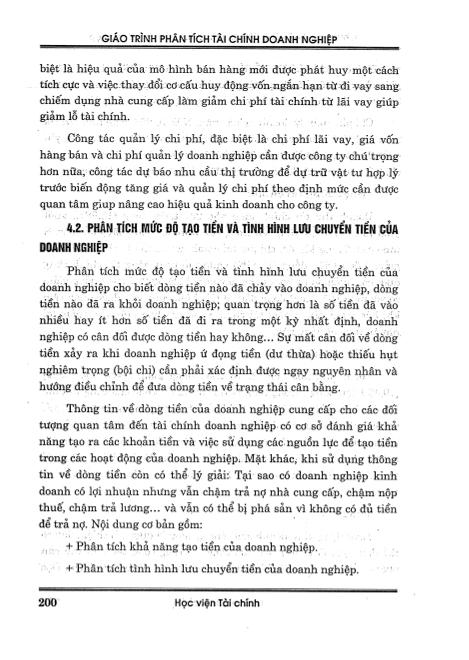 GIÁO TRÌNH PHÂN TÍCH TÀI CHÍNH DOANH NGHIỆP
biệt là hiệu quả của mô hình bán hàng mới được phát huy một cách
tích cực và việc thay đổi cơ cấu huy động vốn ngắn hạn từ đi vay sang
chiếm dụng nhà cung cấp làm giảm chi phí tài chính từ lãi vay giúp
giảm lỗ tài chính.
Công tác quản lý chi phí, đặc biệt là chi phí lãi vay, giá vốn
hàng bán và chi phí quản lý doanh nghiệp cần được công ty chú trọng
hơn nữa, công tác dự báo nhu cầu thị trường để dự trữ vật tư hợp lý
trước biến động tăng giá và quản lý chi phí theo định mức cần được
quan tâm giup nâng cao hiệu quả kinh doanh cho công ty.
4.2. PHÂN TÍCH MỨC ĐỘ TẠO TIỀN VÀ TÌNH HÌNH LƯU CHUYỂN TIỀN CỦA
DOANH NGHIỆP
Phân tích mức độ tạo tiền và tình hình lưu chuyển tiền của
doanh nghiệp cho biết dòng tiền nào đã chảy vào doanh nghiệp, dòng
tiền nào đã ra khỏi doanh nghiệp; quan trọng hơn là số tiền đã vào
nhiều hay ít hơn số tiền đã đi ra trong một kỳ nhất định, doanh
nghiệp có cân đối được dòng tiền hay không... Sự mất cân đối về dòng
tiền xảy ra khi doanh nghiệp ứ đọng tiền (dư thừa) hoặc thiếu hụt
nghiêm trọng (bội chi) cần phải xác định được ngay nguyên nhân và
hướng điều chỉnh để đưa dòng tiền về trạng thái cân bằng.
Thông tin về dòng tiền của doanh nghiệp cung cấp cho các đối
tượng quan tâm đến tài chính doanh nghiệp có cơ sở đánh giá khả
năng tạo ra các khoản tiền và việc sử dụng các nguồn lực để tạo tiền
trong các hoạt động của doanh nghiệp. Mặt khác, khi sử dụng thông
tin về dòng tiền còn có thể lý giải: Tại sao có doanh nghiệp kinh
doanh có lợi nhuận nhưng vẫn chậm trả nợ nhà cung cấp, chậm nộp
thuế, chậm trả lương... và vẫn có thể bị phá sản vì không có đủ tiền
để trả nợ. Nội dung cơ bản gồm:
+ Phân tích khả năng tạo tiền của doanh nghiệp.
+ Phân tích tình hình lưu chuyển tiền của doanh nghiệp.
200 Học viện Tài chính